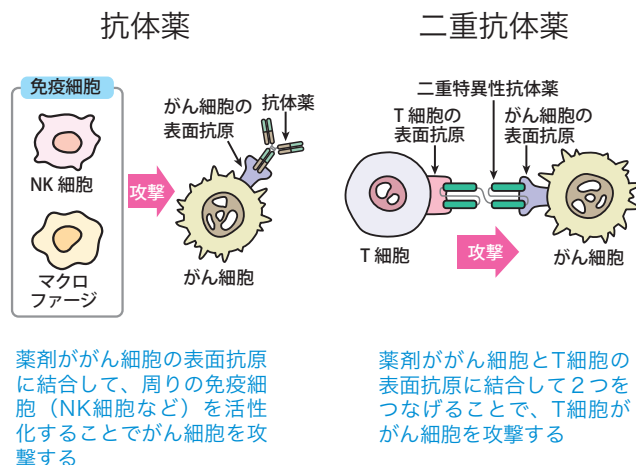 抗体薬
免疫細胞
NK 細胞
マクロ
ファージ
攻撃
がん細胞の
表面抗原
抗体薬
がん細胞
薬剤ががん細胞の表面抗原
に結合して、周りの免疫細
胞（NK細胞など）を活性
化することでがん細胞を攻
撃する
二重抗体薬
二重特異性抗体薬
T 細胞の
表面抗原
がん細胞の
表面抗原
T 細胞
攻撃
がん細胞
薬剤ががん細胞とT細胞の
表面抗原に結合して２つを
つなげることで、T細胞が
がん細胞を攻撃する